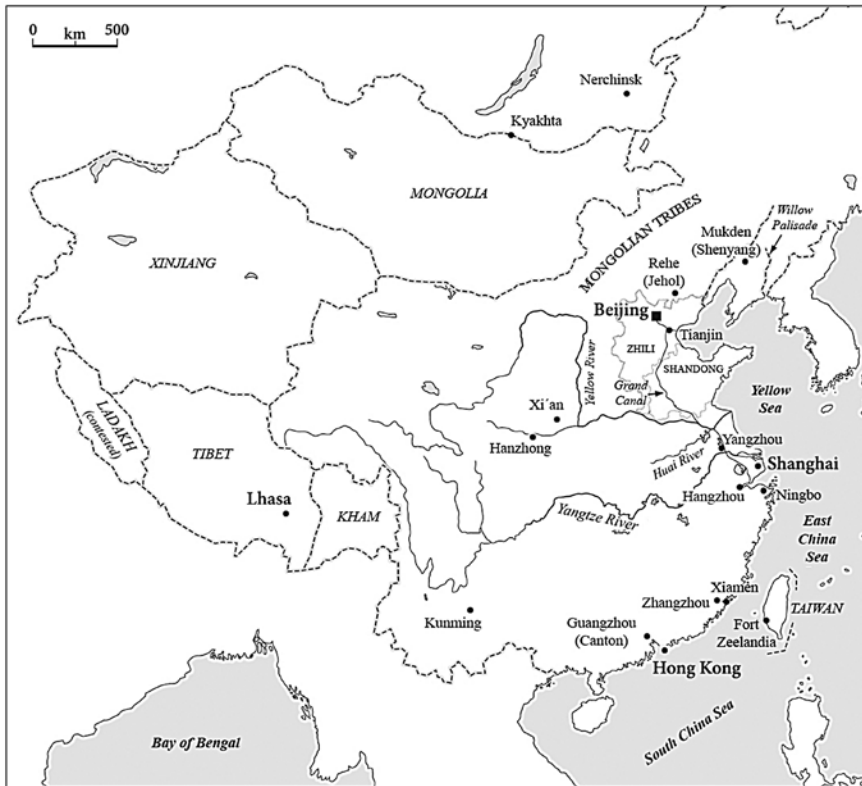 0 500
km
Nerchinsk
Kyakhta
MONGOLIA
MONGOLIAN TRIBES
Willow
Palisade
Mukden
(Shenyang)
XINJIANG
Rehe
(Jehol)
Beijing
Tianjin
ZHILI
SHANDONG
Yellow River
Grand
Canal
Yellow
Sea
LADAKH
(contested)
Xi'an
Hanzhong
TIBET
Yangzhou
Huai River
Shanghai
Lhasa
KHAM
Hangzhou
Ningbo
Yangtze River
East
China
Sea
Xiamen
Zhangzhou
TAIWAN
Kunming
Guangzhou
(Canton)
Fort
Zeelandia
Hong Kong
South China Sea
Bay of Bengal